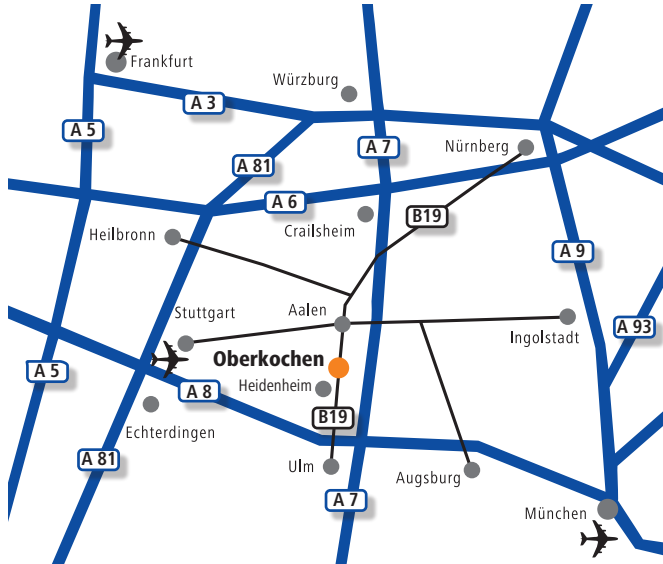 Frankfurt
Würzburg
A 3
A 5
A 7
Nürnberg
A 81
A 6
Crailsheim
B19
Heilbronn
A 9
Stuttgart
Aalen
Ingolstadt
A 93
Oberkochen
A 5
A 8
Heidenheim
Echterdingen
B19
A 81
Ulm
Augsburg
A 7
München